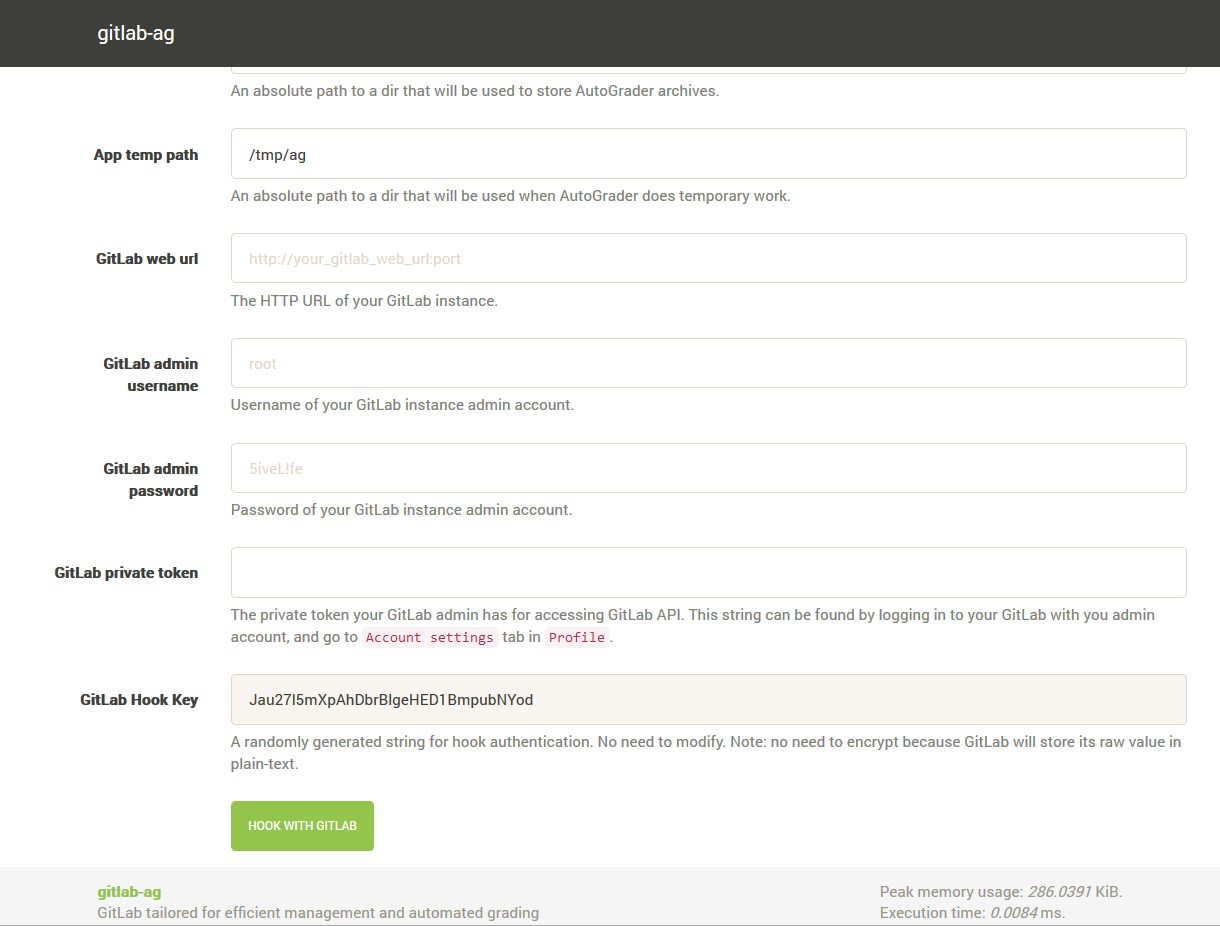 gitlab-ag
An absolute path to a dir that will be used to store AutoGrader archives.
App temp path
/tmp/ag
An absolute path to a dir that will be used when AutoGrader does temporary work.
GitLab web url
http://your_gitlab_web_url:port
The HTTP URL of your GitLab instance.
GitLab admin
username
root
Username of your GitLab instance admin account.
GitLab admin
password
5iveL!fe
Password of your GitLab instance admin account.
GitLab private token
The private token your GitLab admin has for accessing GitLab API. This string can be found by logging in to your GitLab with you admin
account, and go to Account settings tab in Profile.
GitLab Hook Key
Jau27I5mXpAhDbrBIgeHED1BmpubNYod
A randomly generated string for hook authentication. No need to modify. Note: no need to encrypt because GitLab will store its raw value in
plain-text.
HOOK WITH GITLAB
gitlab-ag
GitLab tailored for efficient management and automated grading
Peak memory usage: 286.0391 KiB.
Execution time: 0.0084 ms.